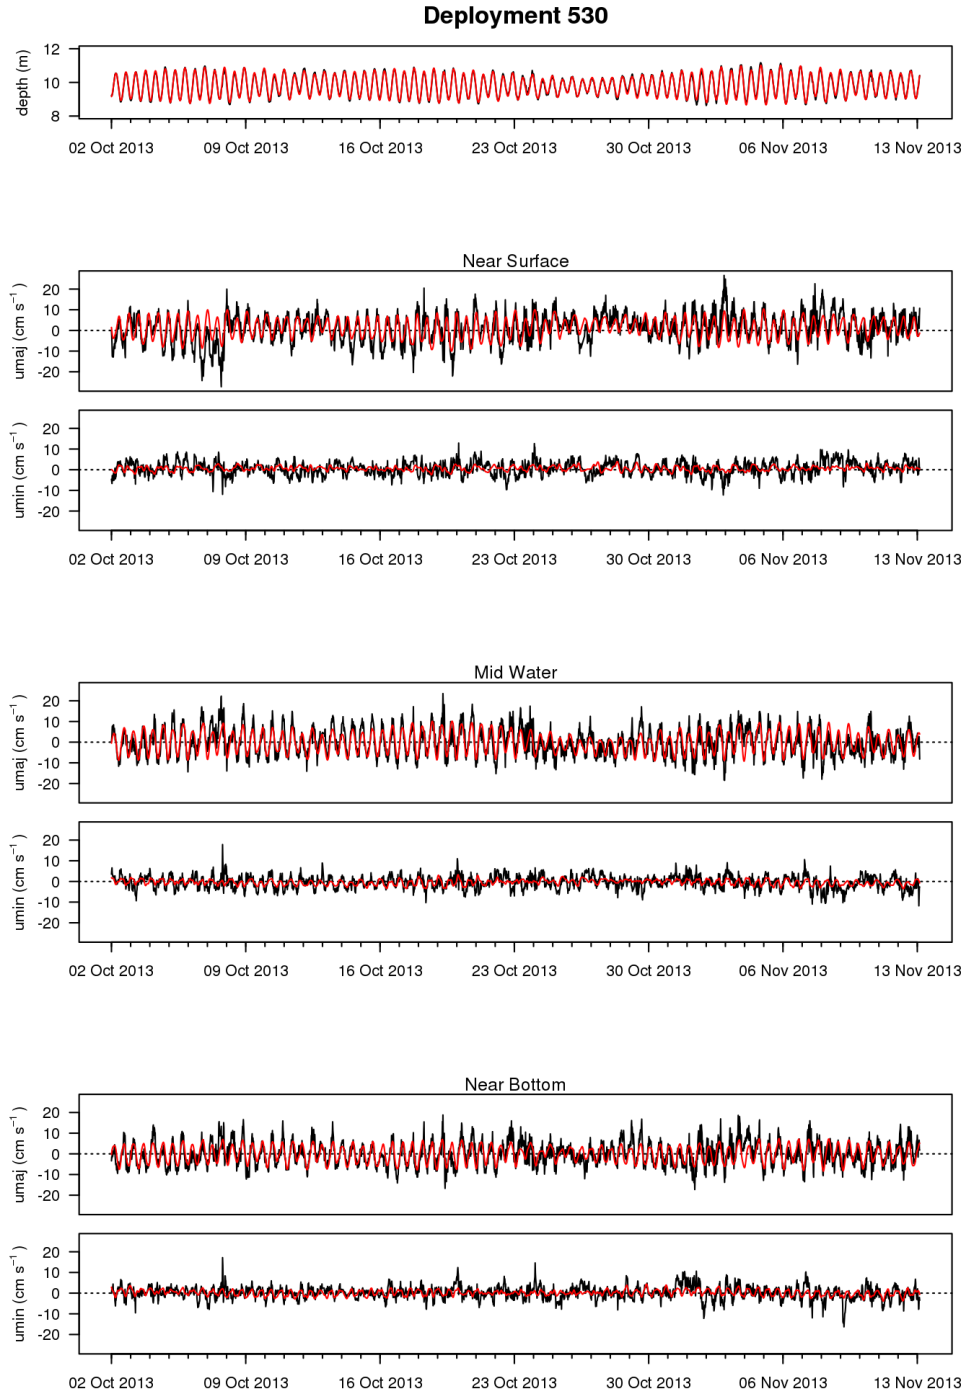 Deployment 530
depth (m)
12
10
8
02 Oct 2013 09 Oct 2013 16 Oct 2013 23 Oct 2013 30 Oct 2013 06 Nov 2013 13 Nov 2013
Near Surface
umaj (cm s⁻¹)
20
10
0
-10
-20
umin (cm s⁻¹)
20
10
0
-10
-20
02 Oct 2013 09 Oct 2013 16 Oct 2013 23 Oct 2013 30 Oct 2013 06 Nov 2013 13 Nov 2013
Mid Water
umaj (cm s⁻¹)
20
10
0
-10
-20
umin (cm s⁻¹)
20
10
0
-10
-20
02 Oct 2013 09 Oct 2013 16 Oct 2013 23 Oct 2013 30 Oct 2013 06 Nov 2013 13 Nov 2013
Near Bottom
umaj (cm s⁻¹)
20
10
0
-10
-20
umin (cm s⁻¹)
20
10
0
-10
-20
02 Oct 2013 09 Oct 2013 16 Oct 2013 23 Oct 2013 30 Oct 2013 06 Nov 2013 13 Nov 2013